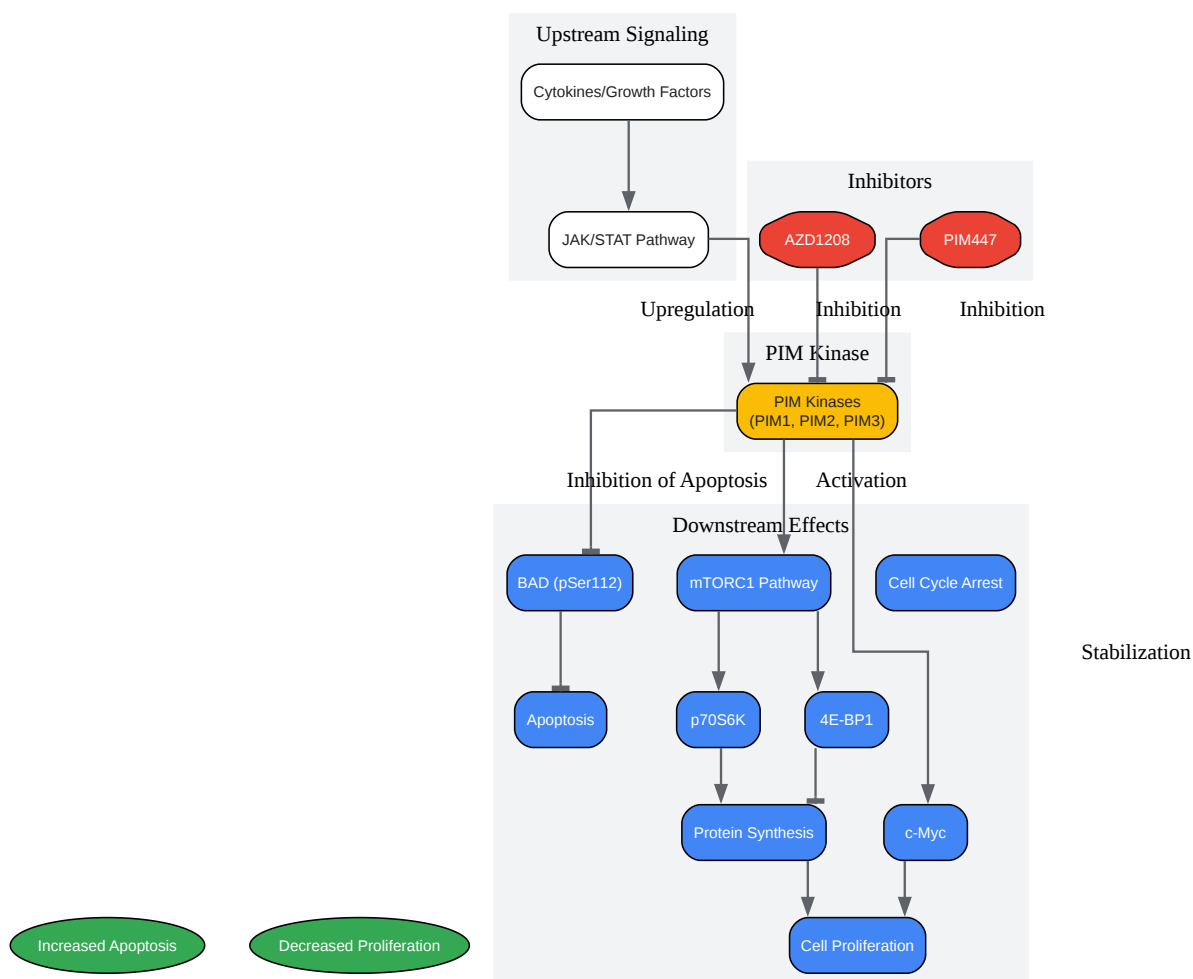 Upstream Signaling
Cytokines/Growth Factors
Inhibitors
JAK/STAT Pathway
AZD1208
PIM447
Upregulation
Inhibition
Inhibition
PIM Kinase
PIM Kinases
(PIM1, PIM2, PIM3)
Inhibition of Apoptosis
Activation
Downstream Effects
BAD (pSer112)
mTORC1 Pathway
Cell Cycle Arrest
Stabilization
Apoptosis
p70S6K
4E-BP1
Protein Synthesis
c-Myc
Increased Apoptosis
Decreased Proliferation
Cell Proliferation